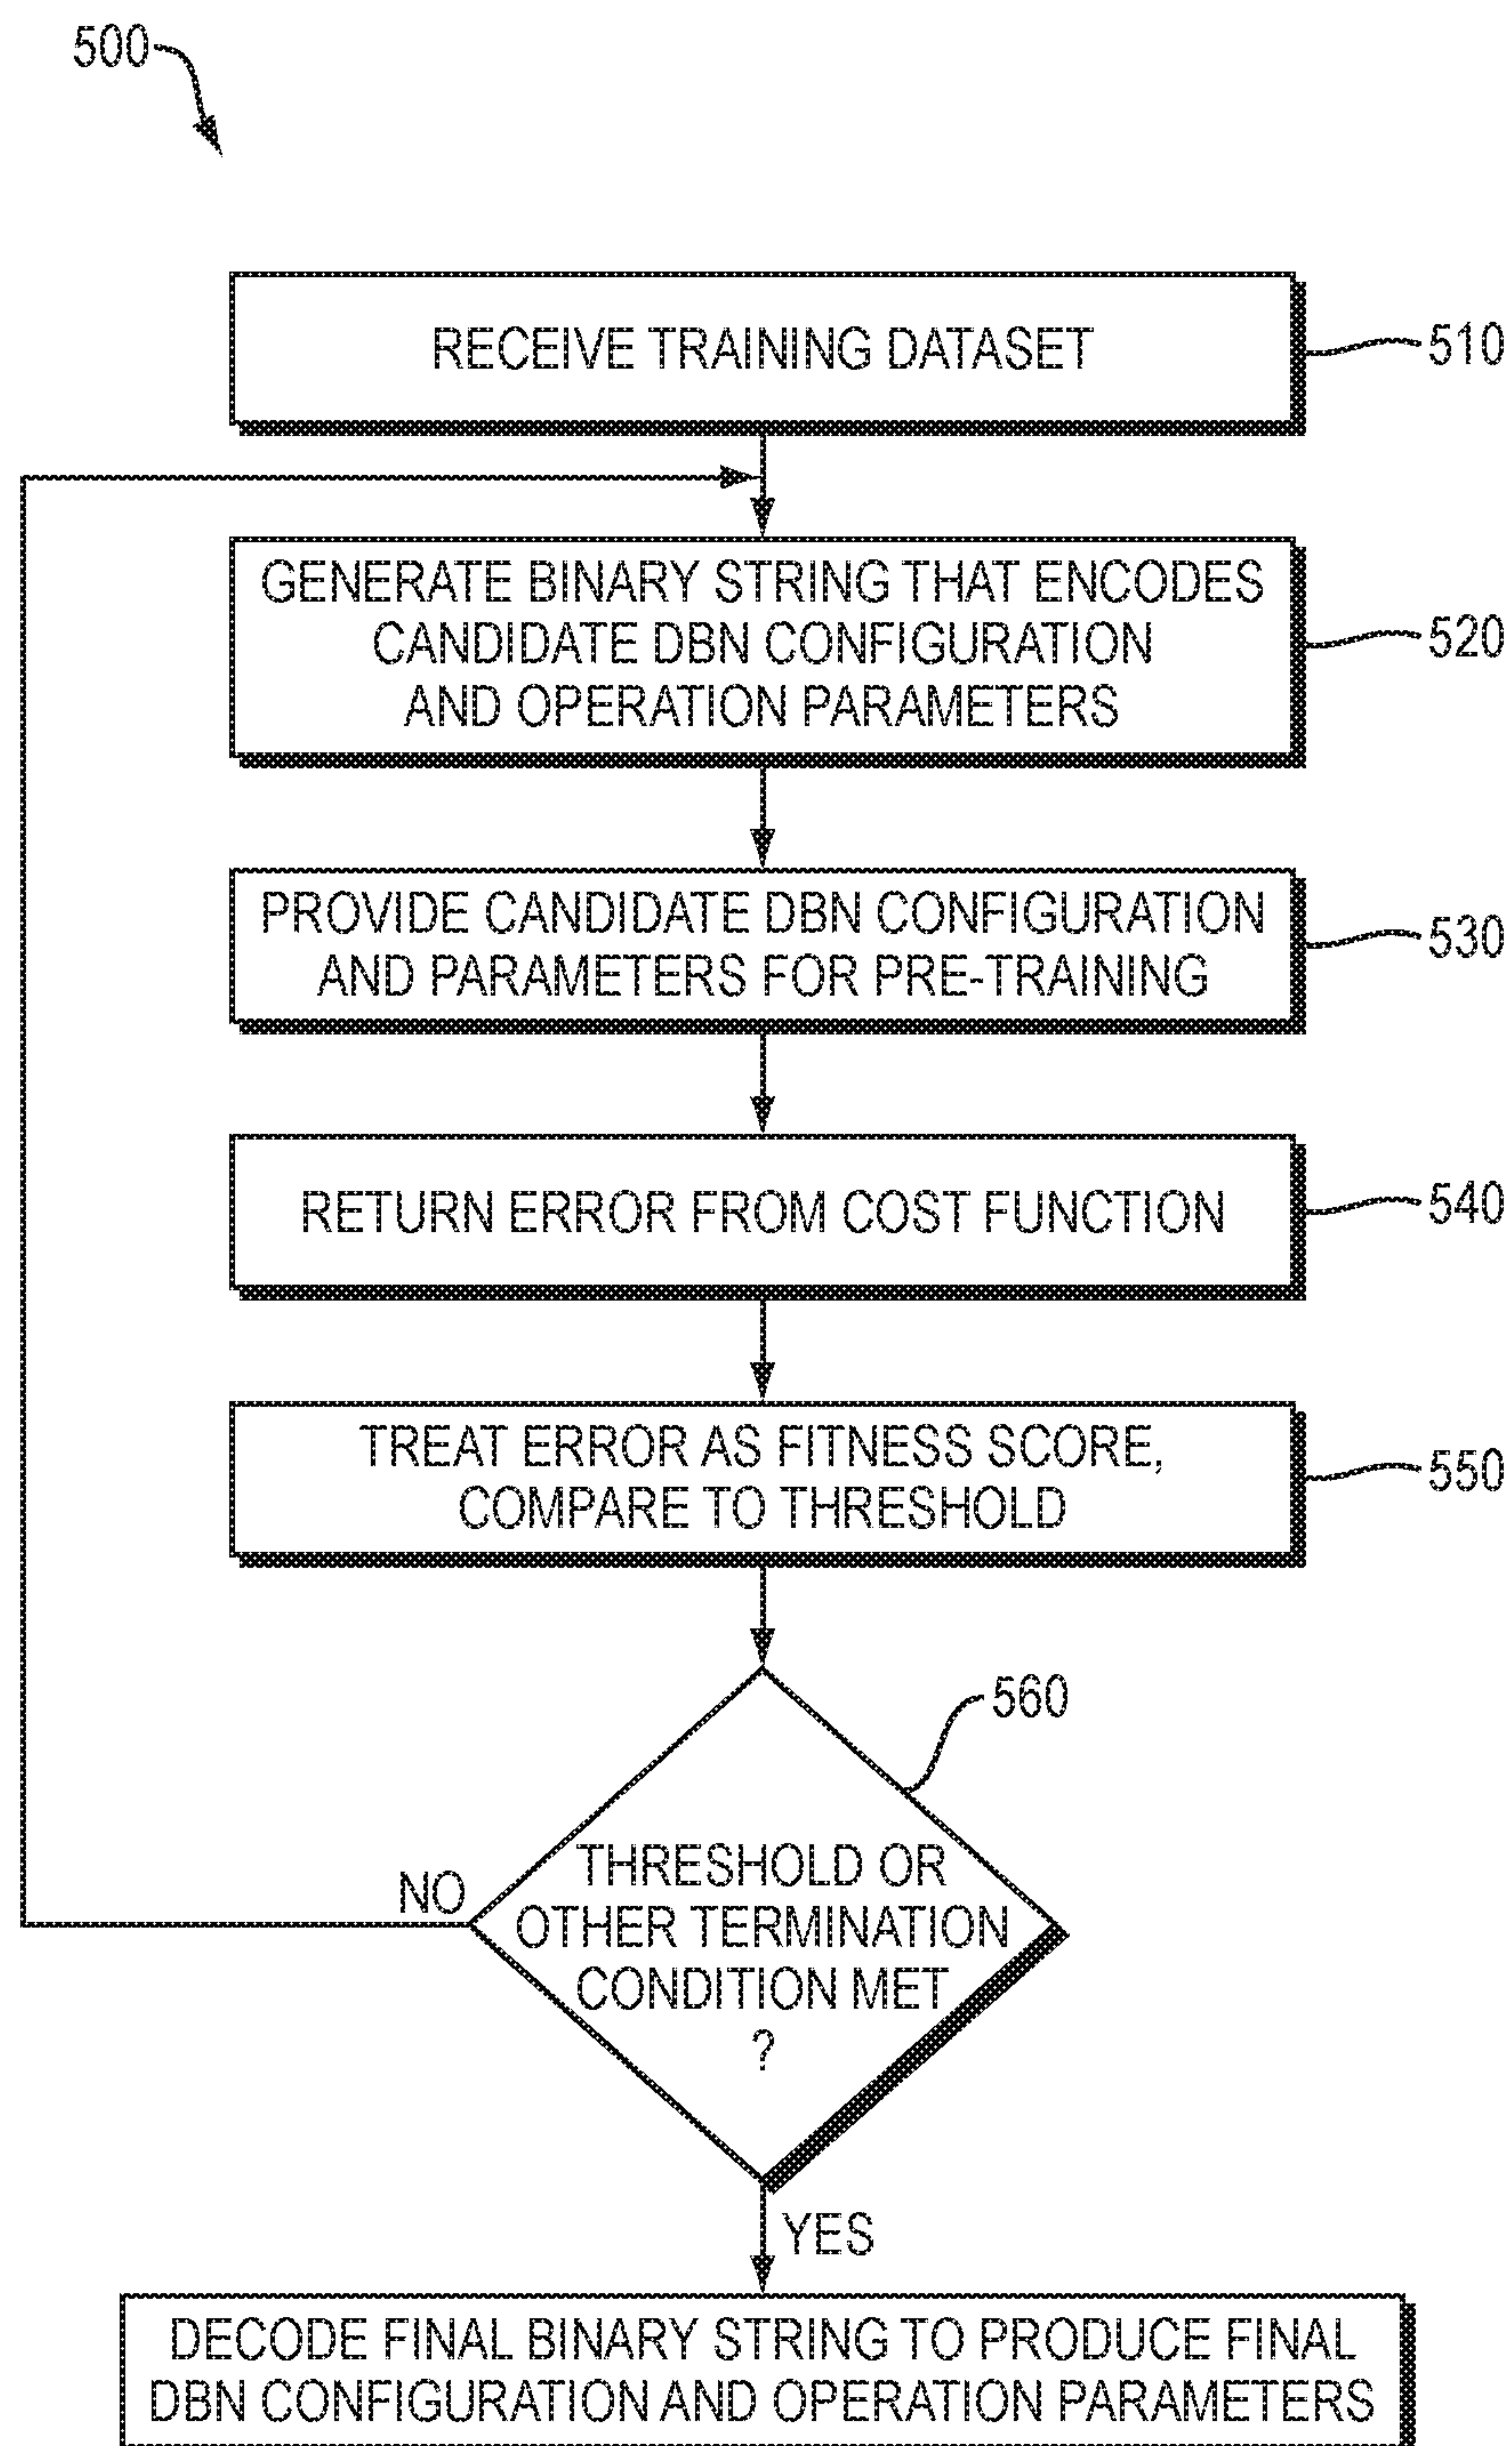 500
RECEIVE TRAINING DATASET
510
GENERATE BINARY STRING THAT ENCODES
CANDIDATE DBN CONFIGURATION
AND OPERATION PARAMETERS
520
PROVIDE CANDIDATE DBN CONFIGURATION
AND PARAMETERS FOR PRE-TRAINING
530
RETURN ERROR FROM COST FUNCTION
540
TREAT ERROR AS FITNESS SCORE,
COMPARE TO THRESHOLD
550
560
THRESHOLD OR
OTHER TERMINATION
CONDITION MET
?
NO
YES
DECODE FINAL BINARY STRING TO PRODUCE FINAL
DBN CONFIGURATION AND OPERATION PARAMETERS